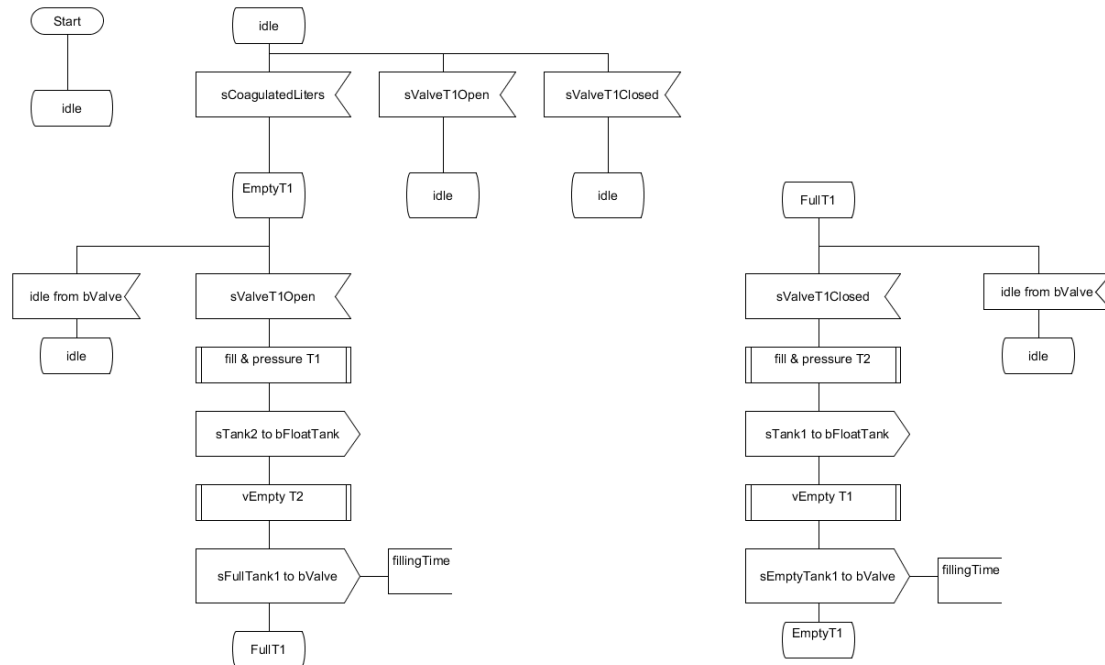 Start
idle
idle
sCoagulatedLiters
sValveT1Open
sValveT1Closed
EmptyT1
idle
idle
idle from bValve
sValveT1Open
idle
fill & pressure T1
sTank2 to bFloatTank
vEmpty T2
sFullTank1 to bValve
fillingTime
FullT1
FullT1
sValveT1Closed
idle from bValve
idle
fill & pressure T2
sTank1 to bFloatTank
vEmpty T1
sEmptyTank1 to bValve
fillingTime
EmptyT1